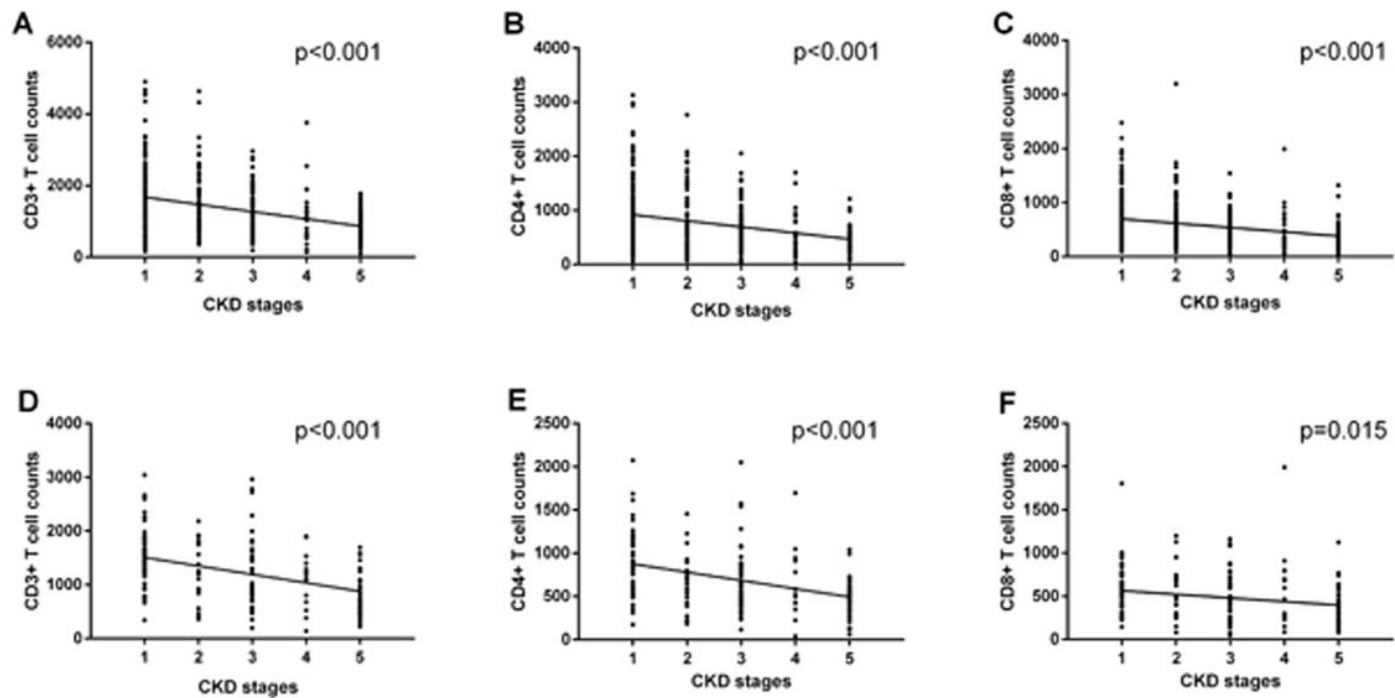 A
p<0.001
CD3+ T cell counts
6000
4000
2000
0
1 2 3 4 5
CKD stages
B
p<0.001
CD4+ T cell counts
4000
3000
2000
1000
0
1 2 3 4 5
CKD stages
C
p<0.001
CD8+ T cell counts
4000
3000
2000
1000
0
1 2 3 4 5
CKD stages
D
p<0.001
CD3+ T cell counts
4000
3000
2000
1000
0
1 2 3 4 5
CKD stages
E
p<0.001
CD4+ T cell counts
2500
2000
1500
1000
500
0
1 2 3 4 5
CKD stages
F
p=0.015
CD8+ T cell counts
2500
2000
1500
1000
500
0
1 2 3 4 5
CKD stages